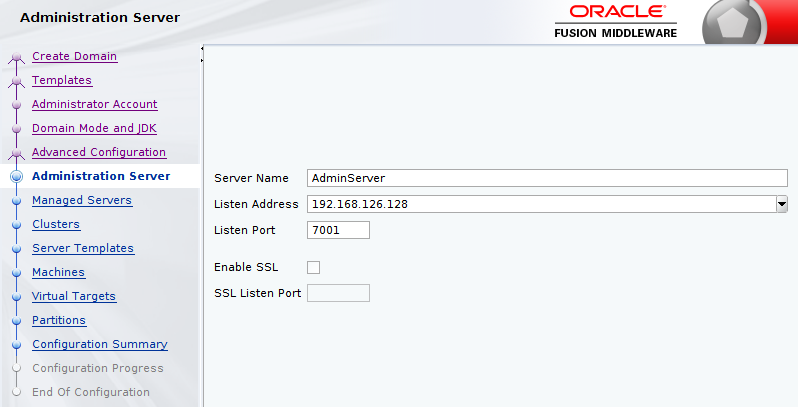 Administration Server
ORACLE
FUSION MIDDLEWARE
Create Domain
Templates
Administrator Account
Domain Mode and JDK
Advanced Configuration
Administration Server
Managed Servers
Clusters
Server Templates
Machines
Virtual Targets
Partitions
Configuration Summary
Configuration Progress
End Of Configuration
Server Name AdminServer
Listen Address 192.168.126.128
Listen Port 7001
Enable SSL
SSL Listen Port